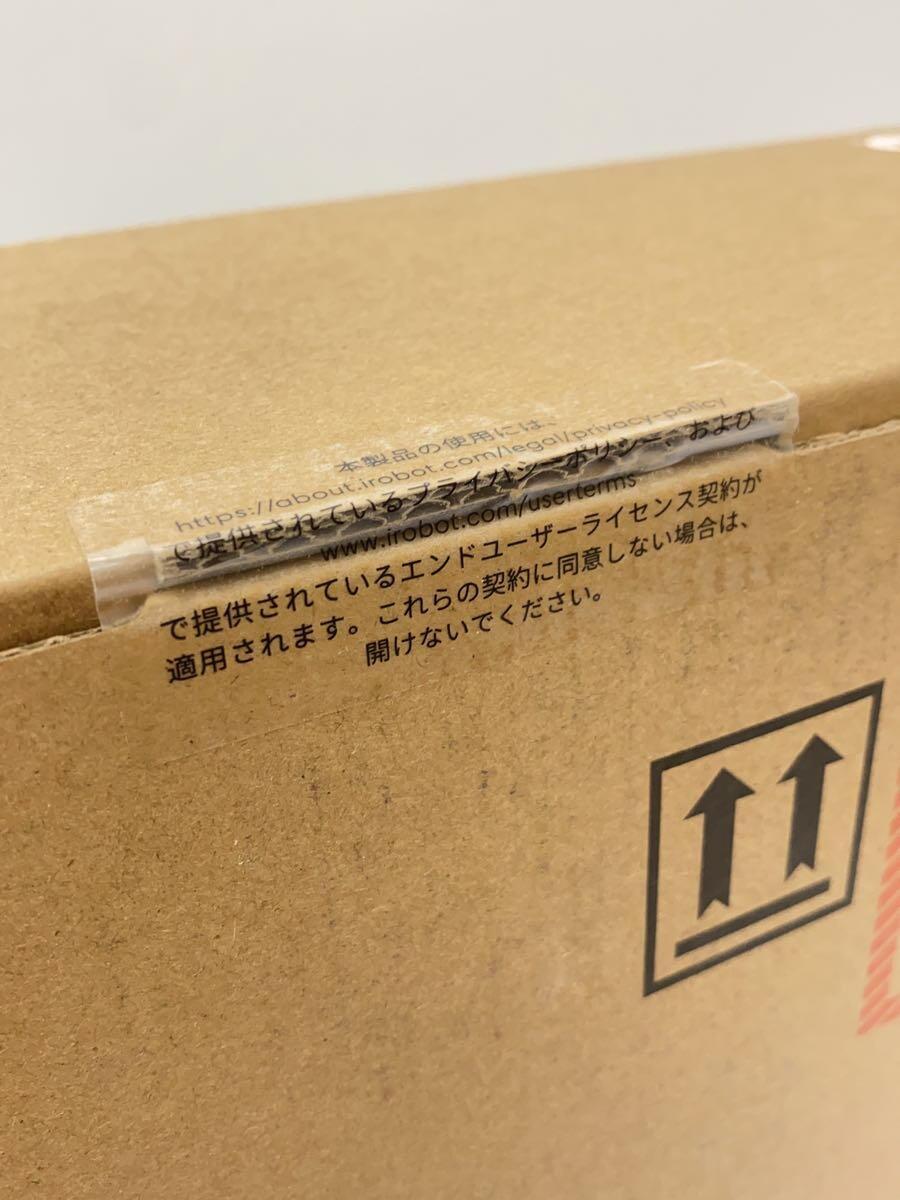 本製品の使用には、
https://about.irobot.com/legal/privacy-policy
で提供されているプライバシーポリシー、および
www.irobot.com/userterms
で提供されているエンドユーザーライセンス契約が
適用されます。これらの契約に同意しない場合は、
開けないでください。